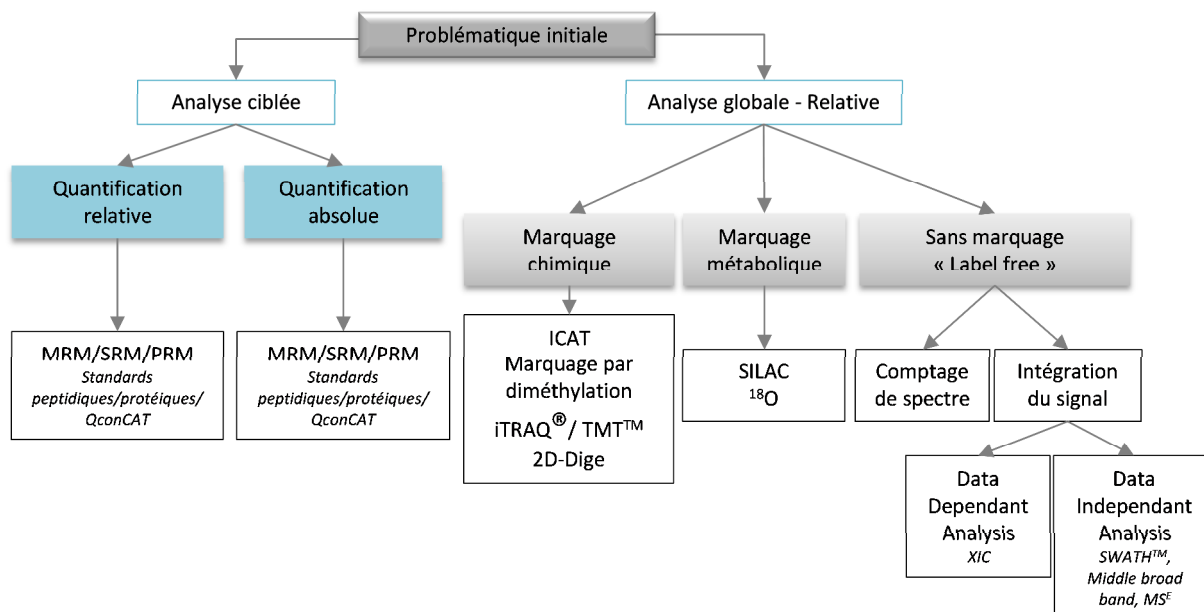 Problématique initiale
Analyse ciblée
Analyse globale - Relative
Quantification
relative
Quantification
absolue
Marquage
chimique
Marquage
métabolique
Sans marquage
« Label free »
MRM/SRM/PRM
Standards
peptidiques/protéiques/
QconCAT
MRM/SRM/PRM
Standards
peptidiques/protéiques/
QconCAT
ICAT
Marquage par
diméthylation
iTRAQ®/ TMT™
2D-Dige
SILAC
¹⁸O
Comptage
de spectre
Intégration
du signal
Data
Dependant
Analysis
XIC
Data
Independant
Analysis
SWATH™,
Middle broad
band, MSᴱ